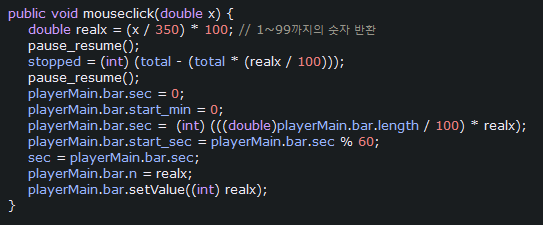 public void mouseclick(double x) {
double realx = (x / 350) * 100; // 1~99까지의 숫자 반환
pause_resume();
stopped = (int) (total - (total * (realx / 100)));
pause_resume();
playerMain.bar.sec = 0;
playerMain.bar.start_min = 0;
playerMain.bar.sec =  (int) (((double)playerMain.bar.length / 100) * realx);
playerMain.bar.start_sec = playerMain.bar.sec % 60;
sec = playerMain.bar.sec;
playerMain.bar.n = realx;
playerMain.bar.setValue((int) realx);
}